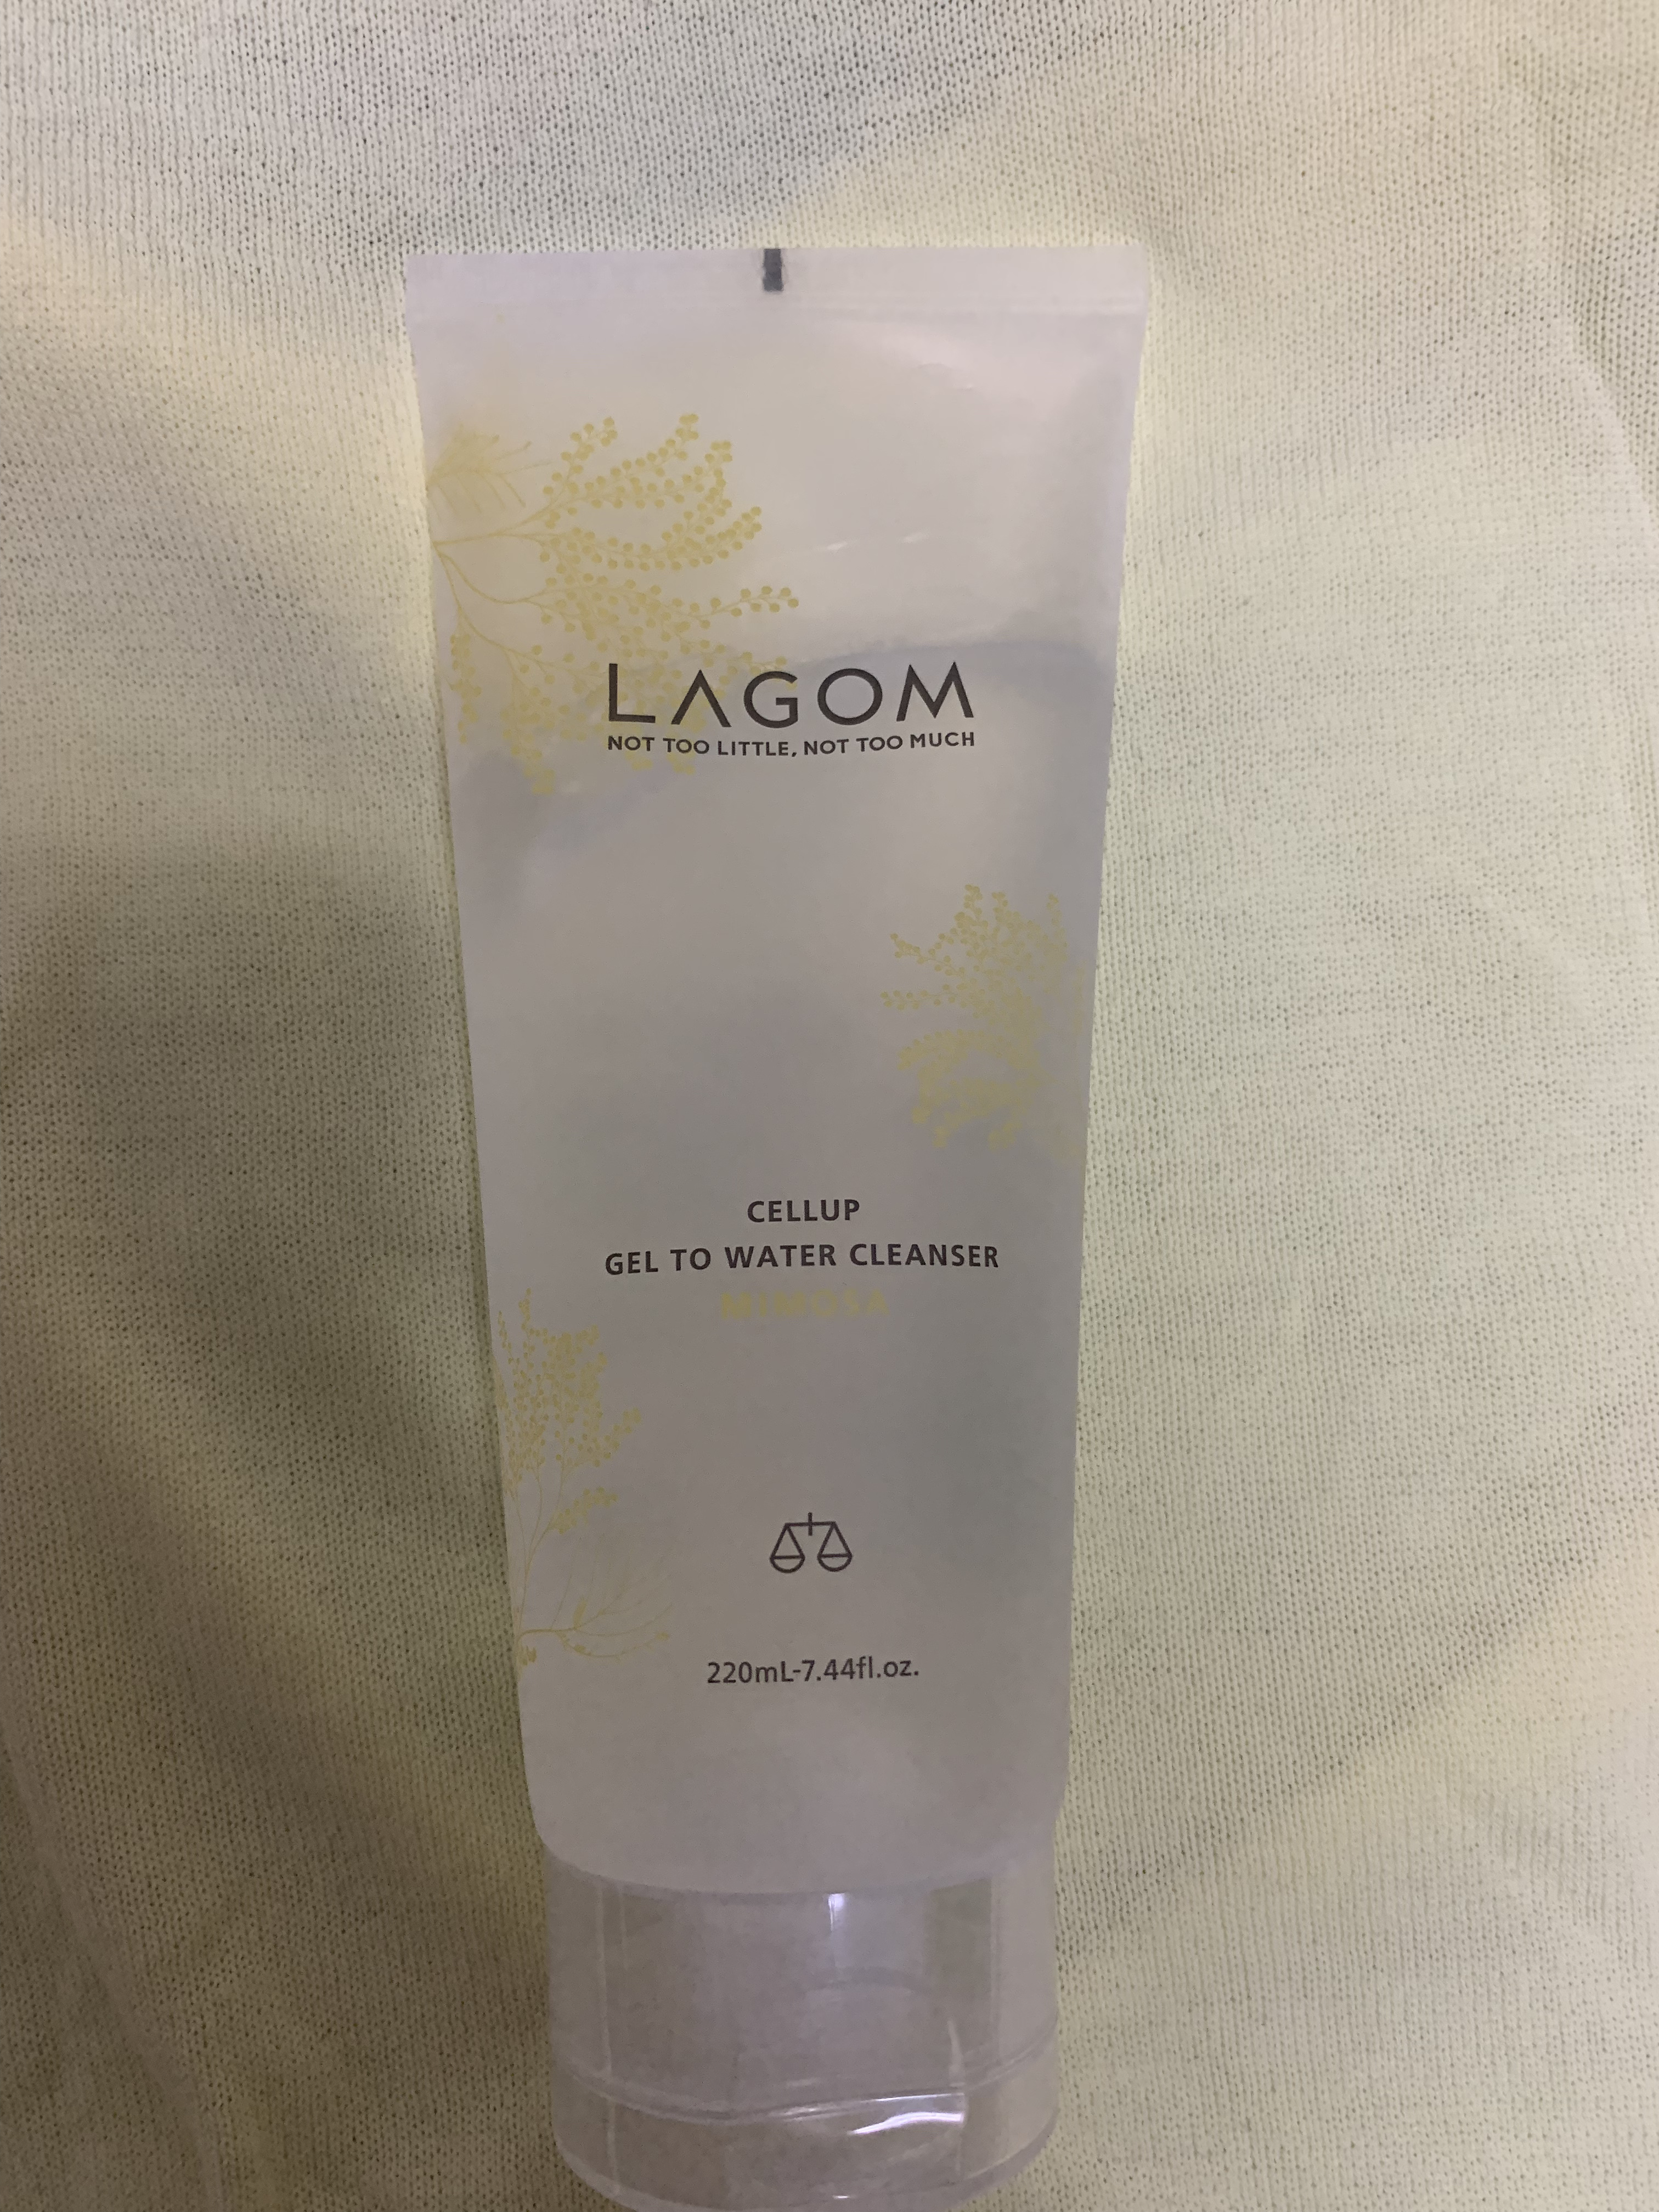 LAGOM
NOT TOO LITTLE, NOT TOO MUCH
CELLUP
GEL TO WATER CLEANSER
MIMOSA
220mL-7.44fl.oz.